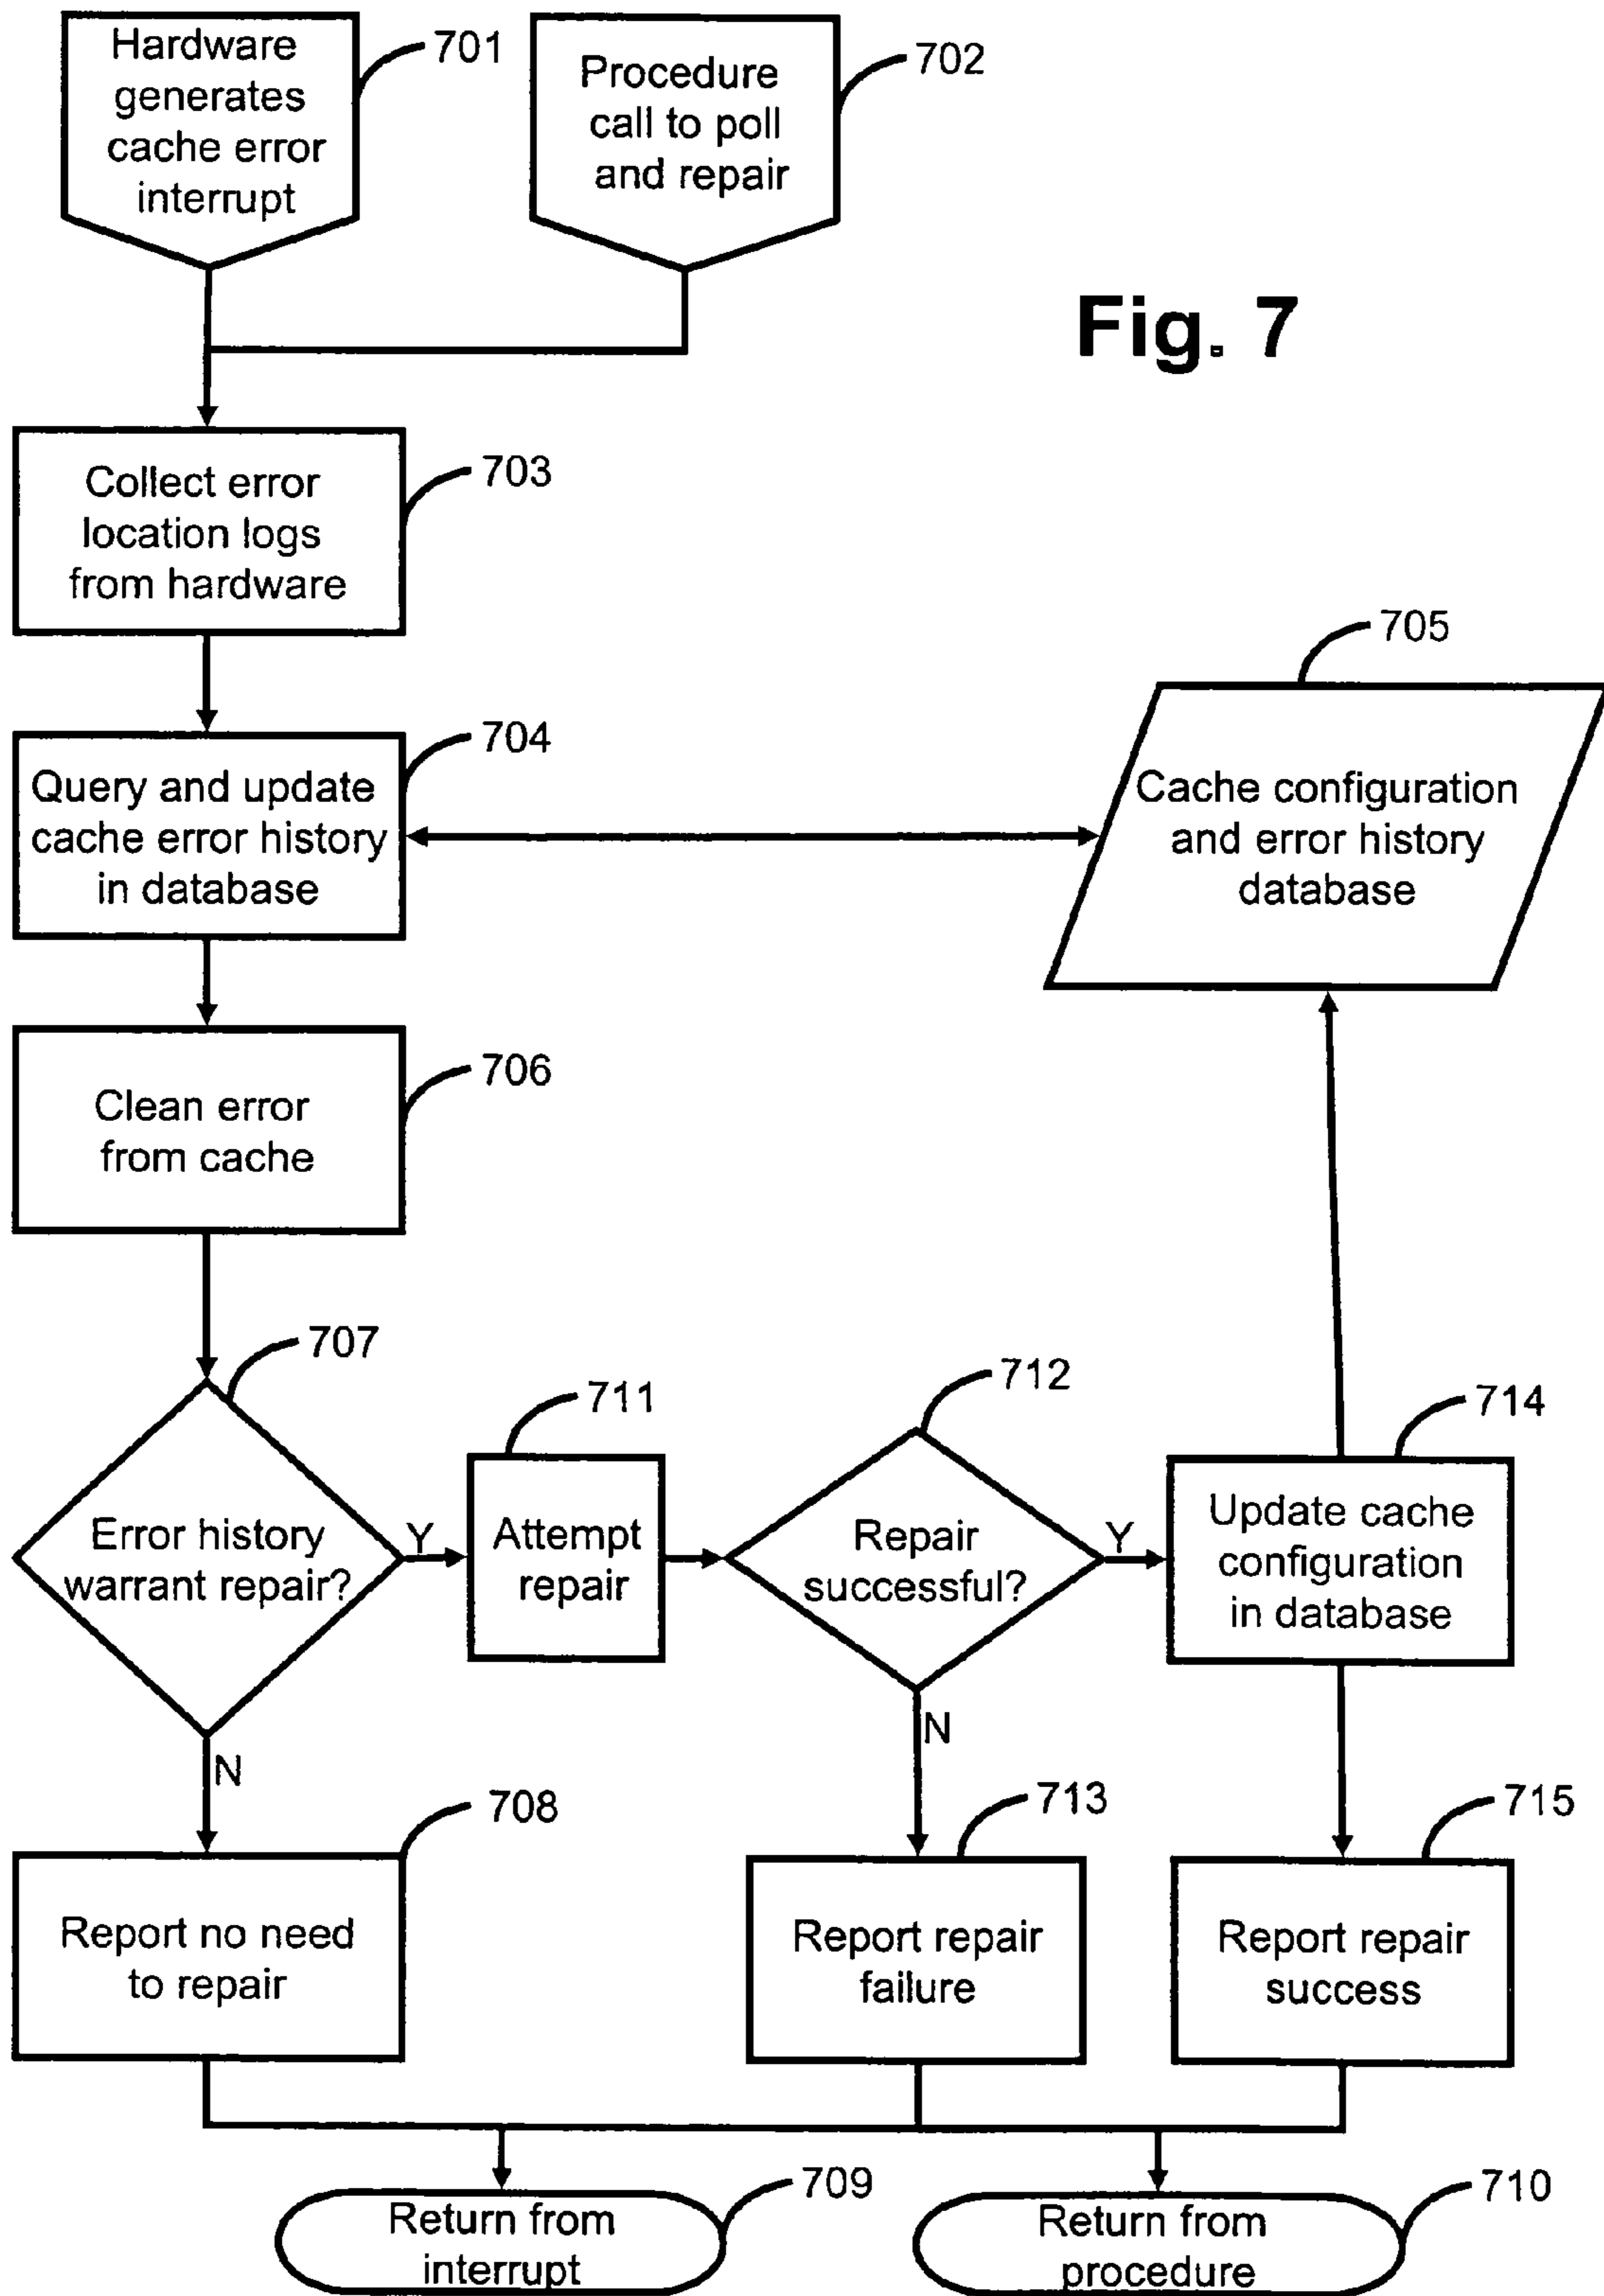 Hardware
generates
cache error
interrupt
701
Procedure
call to poll
and repair
702
Fig. 7
Collect error
location logs
from hardware
703
Query and update
cache error history
in database
704
705
Cache configuration
and error history
database
Clean error
from cache
706
707
Error history
warrant repair?
Y
N
711
Attempt
repair
712
Repair
successful?
Y
N
714
Update cache
configuration
in database
708
Report no need
to repair
713
Report repair
failure
715
Report repair
success
709
Return from
interrupt
710
Return from
procedure